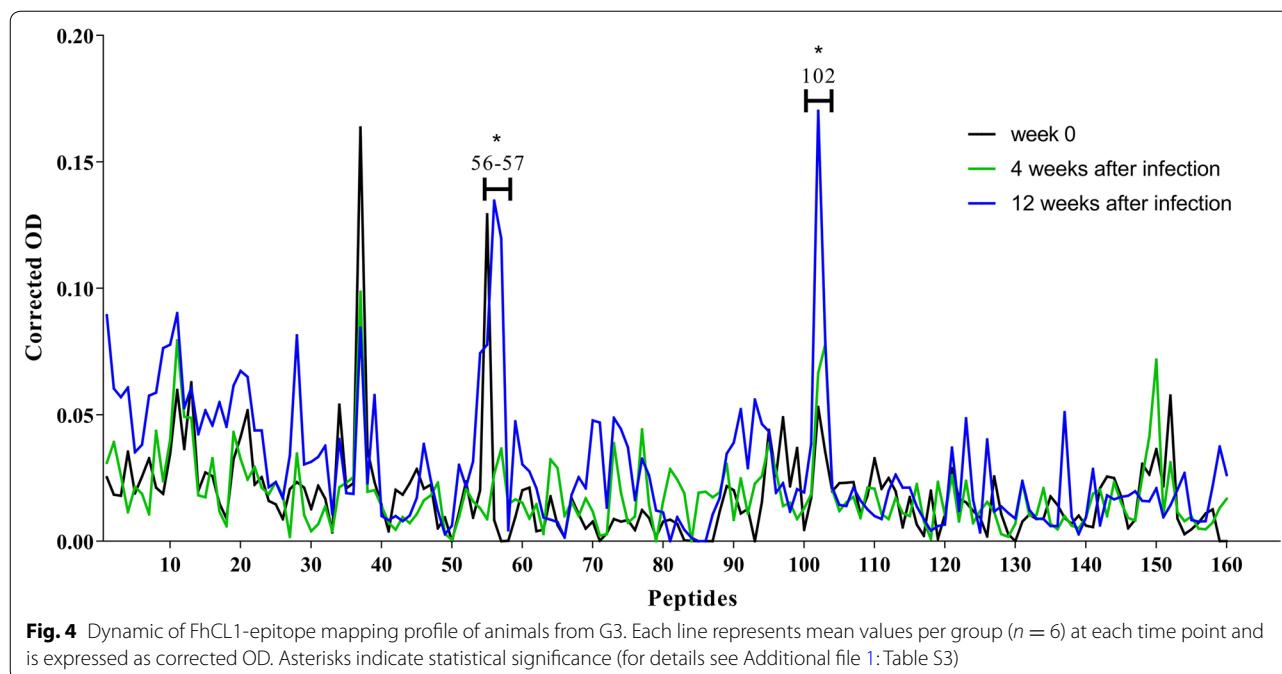 0.20
*
102
*
56-57
week 0
4 weeks after infection
12 weeks after infection
0.15
0.10
0.05
0.00
Corrected OD
10 20 30 40 50 60 70 80 90 100 110 120 130 140 150 160
Peptides
Fig. 4 Dynamic of FhCL1-epitope mapping profile of animals from G3. Each line represents mean values per group (n = 6) at each time point and
is expressed as corrected OD. Asterisks indicate statistical significance (for details see Additional file 1: Table S3)